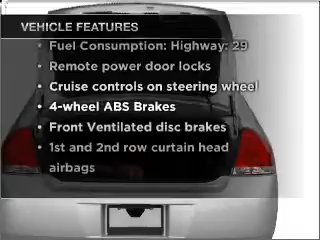 VEHICLE FEATURES
• Fuel Consumption: Highway: 29
• Remote power door locks
• Cruise controls on steering wheel
• 4-wheel ABS Brakes
• Front Ventilated disc brakes
• 1st and 2nd row curtain head
airbags